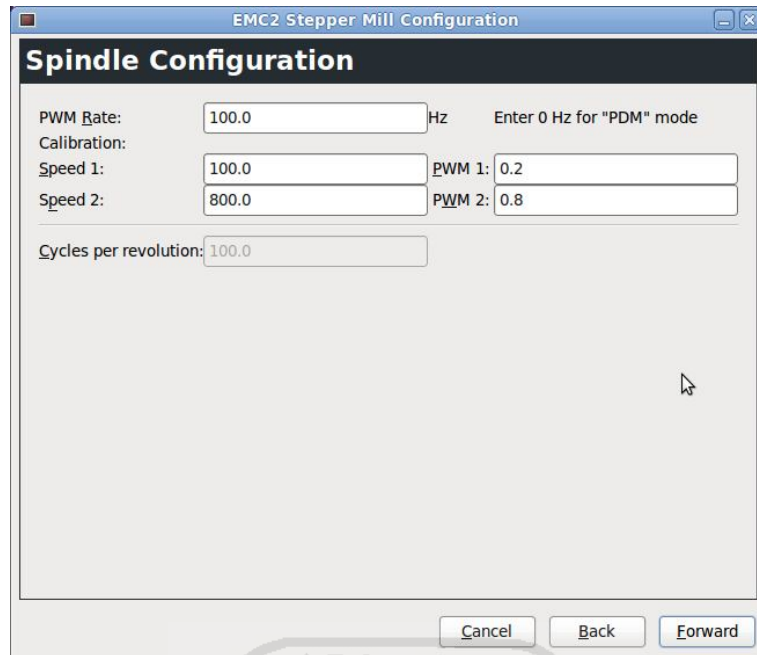 EMC2 Stepper Mill Configuration
Spindle Configuration
PWM Rate: 100.0 Hz Enter 0 Hz for "PDM" mode
Calibration:
Speed 1: 100.0 PWM 1: 0.2
Speed 2: 800.0 PWM 2: 0.8
Cycles per revolution: 100.0
Cancel Back Forward